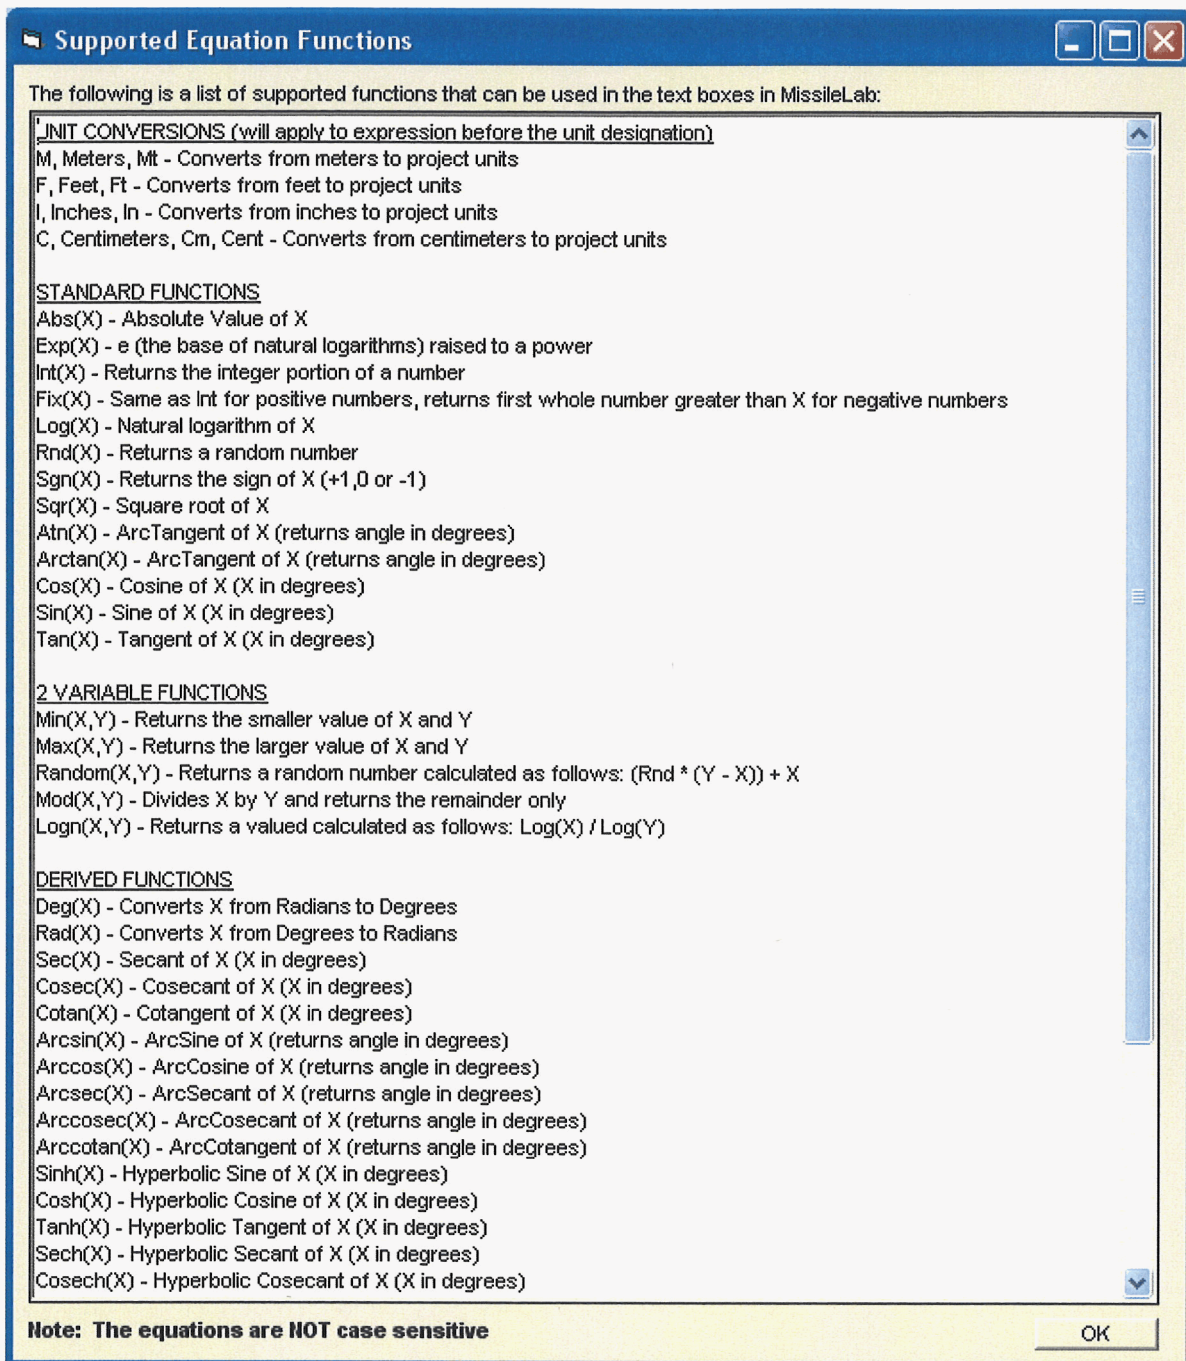 Supported Equation Functions
The following is a list of supported functions that can be used in the text boxes in MissileLab:
UNIT CONVERSIONS (will apply to expression before the unit designation)
M, Meters, Mt - Converts from meters to project units
F, Feet, Ft - Converts from feet to project units
I, Inches, In - Converts from inches to project units
C, Centimeters, Cm, Cent - Converts from centimeters to project units
STANDARD FUNCTIONS
Abs(X) - Absolute Value of X
Exp(X) - e (the base of natural logarithms) raised to a power
Int(X) - Returns the integer portion of a number
Fix(X) - Same as Int for positive numbers, returns first whole number greater than X for negative numbers
Log(X) - Natural logarithm of X
Rnd(X) - Returns a random number
Sgn(X) - Returns the sign of X (+1,0 or -1)
Sqr(X) - Square root of X
Atn(X) - ArcTangent of X (returns angle in degrees)
Arctan(X) - ArcTangent of X (returns angle in degrees)
Cos(X) - Cosine of X (X in degrees)
Sin(X) - Sine of X (X in degrees)
Tan(X) - Tangent of X (X in degrees)
2 VARIABLE FUNCTIONS
Min(X,Y) - Returns the smaller value of X and Y
Max(X,Y) - Returns the larger value of X and Y
Random(X,Y) - Returns a random number calculated as follows: (Rnd * (Y - X)) + X
Mod(X,Y) - Divides X by Y and returns the remainder only
Logn(X,Y) - Returns a valued calculated as follows: Log(X) / Log(Y)
DERIVED FUNCTIONS
Deg(X) - Converts X from Radians to Degrees
Rad(X) - Converts X from Degrees to Radians
Sec(X) - Secant of X (X in degrees)
Cosec(X) - Cosecant of X (X in degrees)
Cotan(X) - Cotangent of X (X in degrees)
Arcsin(X) - ArcSine of X (returns angle in degrees)
Arccos(X) - ArcCosine of X (returns angle in degrees)
Arcsec(X) - ArcSecant of X (returns angle in degrees)
Arccosec(X) - ArcCosecant of X (returns angle in degrees)
Arccotan(X) - ArcCotangent of X (returns angle in degrees)
Sinh(X) - Hyperbolic Sine of X (X in degrees)
Cosh(X) - Hyperbolic Cosine of X (X in degrees)
Tanh(X) - Hyperbolic Tangent of X (X in degrees)
Sech(X) - Hyperbolic Secant of X (X in degrees)
Cosech(X) - Hyperbolic Cosecant of X (X in degrees)
Note: The equations are NOT case sensitive
OK